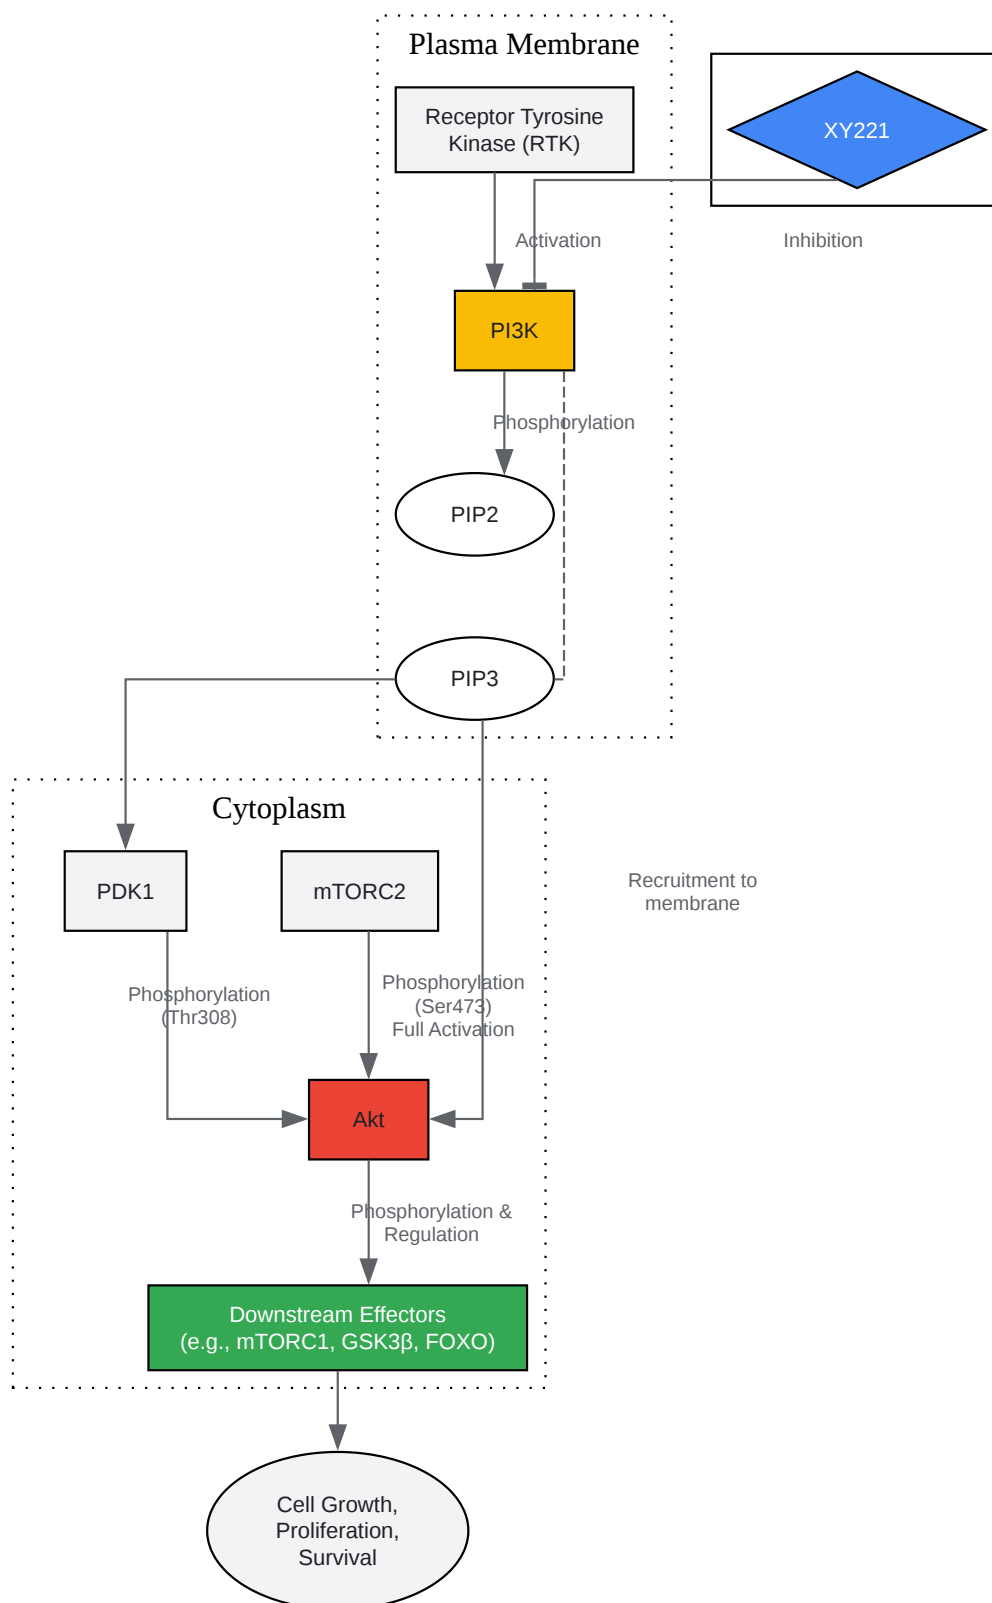 Plasma Membrane
Receptor Tyrosine
Kinase (RTK)
XY221
Activation
Inhibition
PI3K
Phosphorylation
PIP2
PIP3
Cytoplasm
PDK1
mTORC2
Recruitment to
membrane
Phosphorylation
(Thr308)
Phosphorylation
(Ser473)
Full Activation
Akt
Phosphorylation &
Regulation
Downstream Effectors
(e.g., mTORC1, GSK3β, FOXO)
Cell Growth,
Proliferation,
Survival